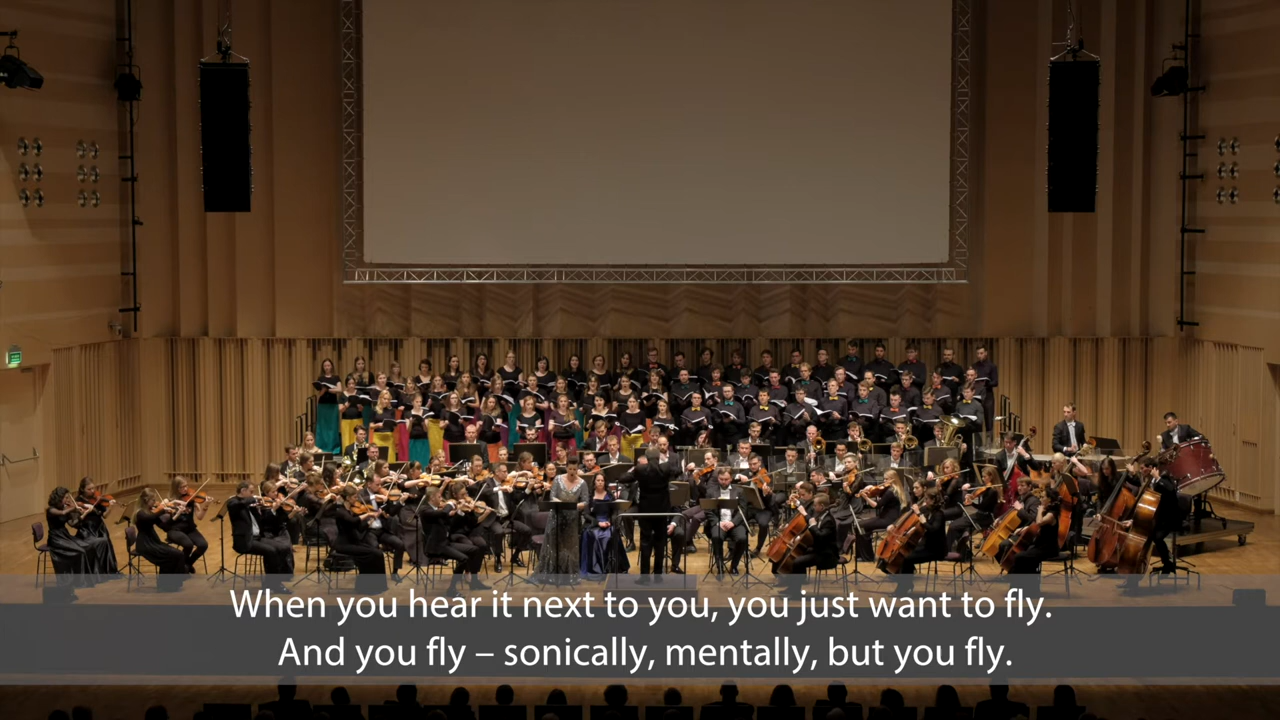 When you hear it next to you, you just want to fly.
And you fly – sonically, mentally, but you fly.